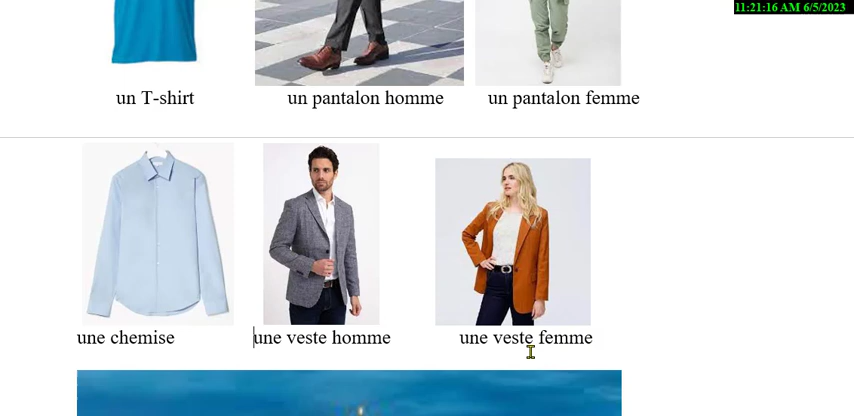 11:21:16 AM 6/5/2023
un T-shirt un pantalon homme un pantalon femme
une chemise une veste homme une veste femme